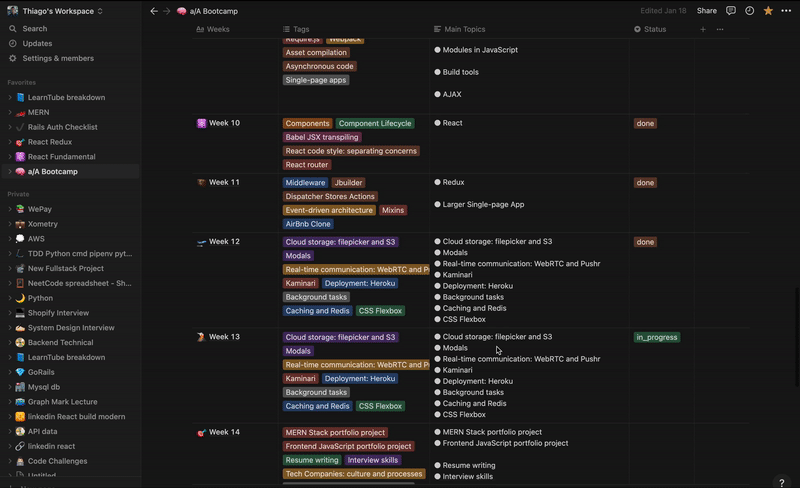 Thiago's Workspace
Search
Updates
Settings & members
Favorites
LearnTube breakdown
MERN
Rails Auth Checklist
React Redux
React Fundamental
a/A Bootcamp
Private
WePay
Xometry
AWS
TDD Python cmd pipenv pyt...
New Fullstack Project
NeetCode spreadsheet - Sh...
Python
Shopify Interview
System Design Interview
Backend Technical
LearnTube breakdown
GoRails
Mysql db
Graph Mark Lecture
linkedin React build modern
API data
linkedin react
Code Challenges
Untitled
a/A Bootcamp
Edited Jan 18
Share
Aa Weeks
Tags
Main Topics
Status
Require.js Webpack
Asset compilation
Asynchronous code
Single-page apps
Modules in JavaScript
Build tools
AJAX
Week 10
Components Component Lifecycle
Babel JSX transpiling
React code style: separating concerns
React router
React
done
Week 11
Middleware Jbuilder
Dispatcher Stores Actions
Event-driven architecture Mixins
AirBnb Clone
Redux
Larger Single-page App
done
Week 12
Cloud storage: filepicker and S3
Modals
Real-time communication: WebRTC and P
Kaminari Deployment: Heroku
Background tasks
Caching and Redis CSS Flexbox
Cloud storage: filepicker and S3
Modals
Real-time communication: WebRTC and Pushr
Kaminari
Deployment: Heroku
Background tasks
Caching and Redis
CSS Flexbox
done
Week 13
Cloud storage: filepicker and S3
Modals
Real-time communication: WebRTC and P
Kaminari Deployment: Heroku
Background tasks
Caching and Redis CSS Flexbox
Cloud storage: filepicker and S3
Modals
Real-time communication: WebRTC and Pushr
Kaminari
Deployment: Heroku
Background tasks
Caching and Redis
CSS Flexbox
in_progress
Week 14
MERN Stack portfolio project
Frontend JavaScript portfolio project
Resume writing Interview skills
Tech Companies: culture and processes
MERN Stack portfolio project
Frontend JavaScript portfolio project
Resume writing
Interview skills
?